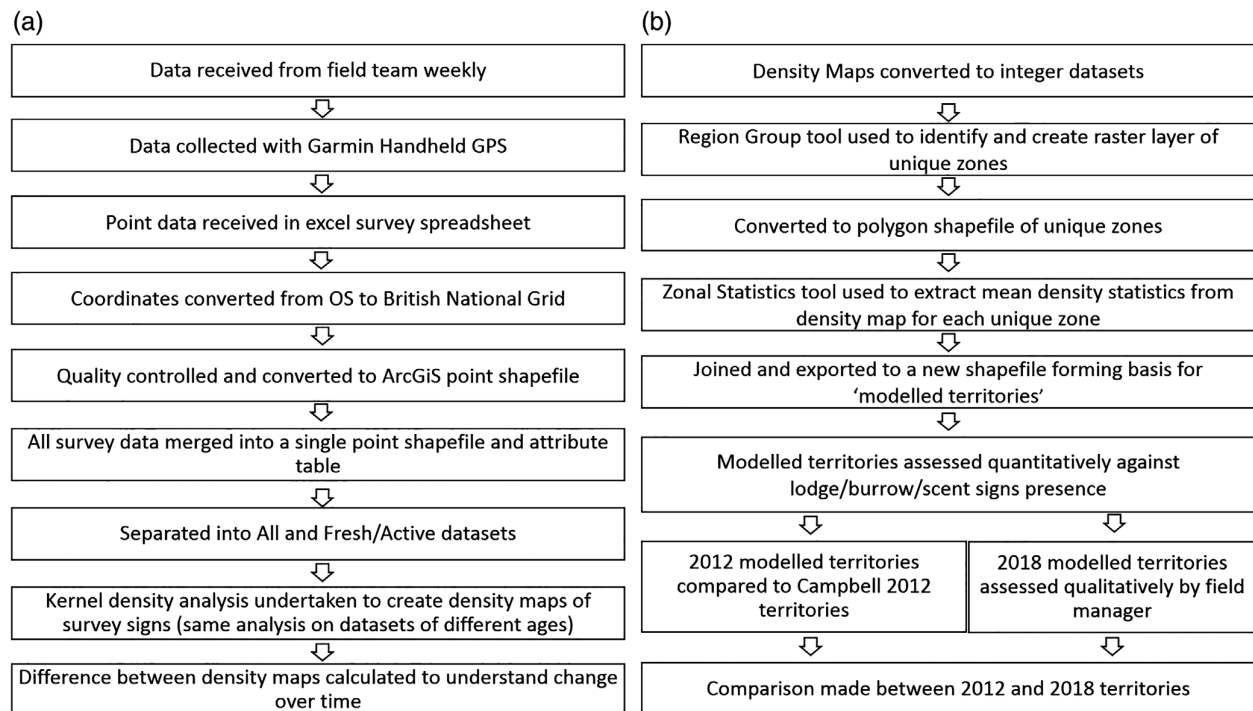 (a)
Data received from field team weekly
Data collected with Garmin Handheld GPS
Point data received in excel survey spreadsheet
Coordinates converted from OS to British National Grid
Quality controlled and converted to ArcGiS point shapefile
All survey data merged into a single point shapefile and attribute
table
Separated into All and Fresh/Active datasets
Kernel density analysis undertaken to create density maps of
survey signs (same analysis on datasets of different ages)
Difference between density maps calculated to understand change
over time
(b)
Density Maps converted to integer datasets
Region Group tool used to identify and create raster layer of
unique zones
Converted to polygon shapefile of unique zones
Zonal Statistics tool used to extract mean density statistics from
density map for each unique zone
Joined and exported to a new shapefile forming basis for
‘modelled territories’
Modelled territories assessed quantitatively against
lodge/burrow/scent signs presence
2012 modelled territories
compared to Campbell 2012
territories
2018 modelled territories
assessed qualitatively by field
manager
Comparison made between 2012 and 2018 territories